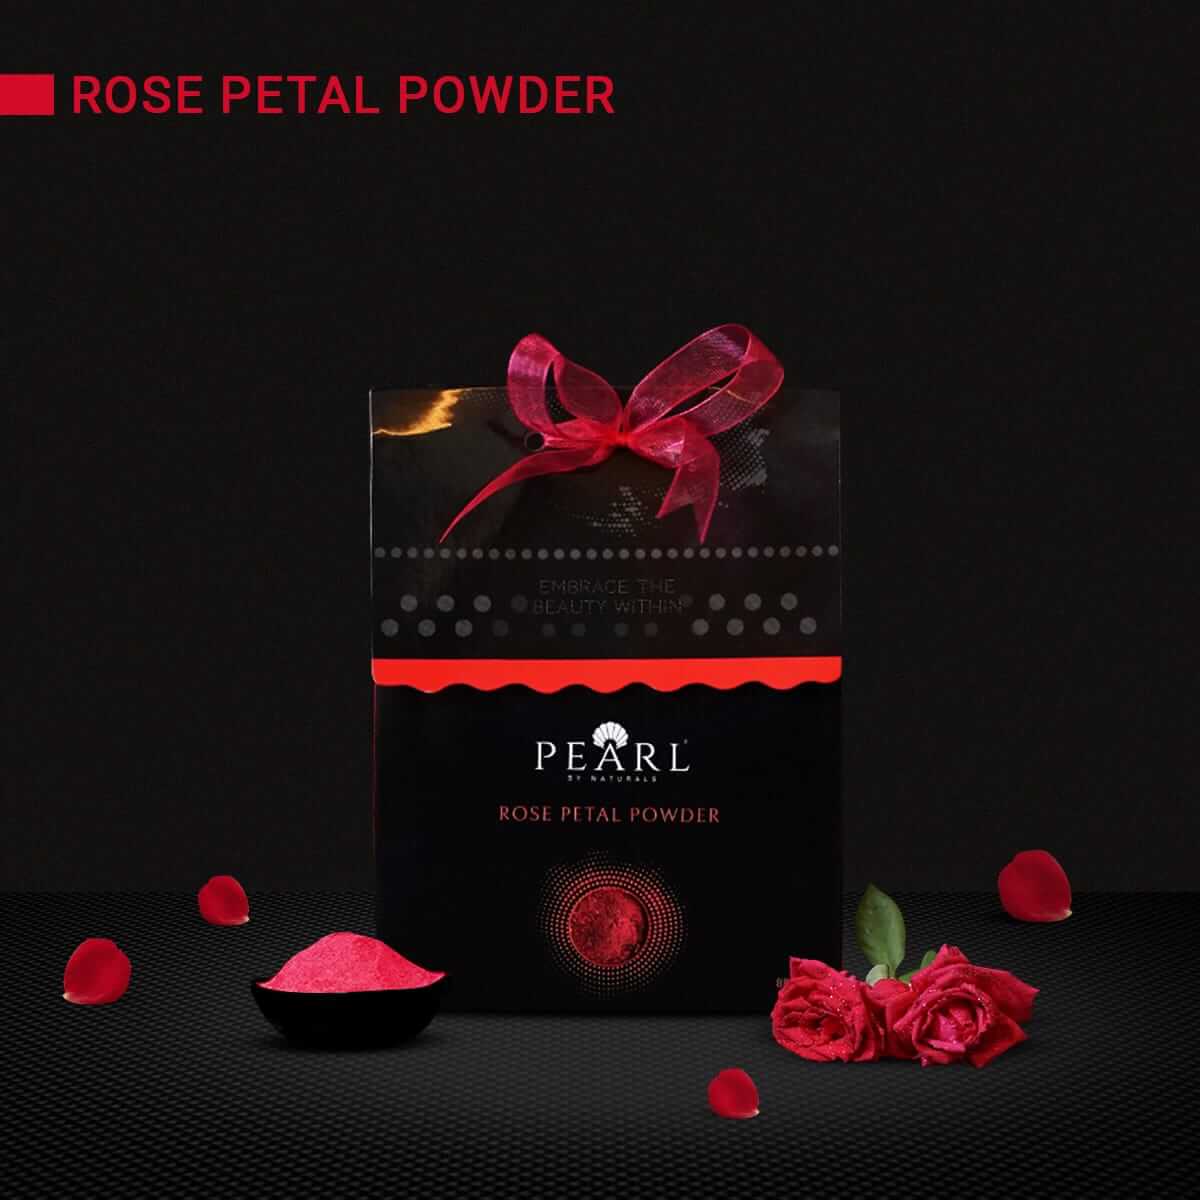 ROSE PETAL POWDER
EMBRACE THE
BEAUTY WITHIN
PEARL
BY NATURALS
ROSE PETAL POWDER